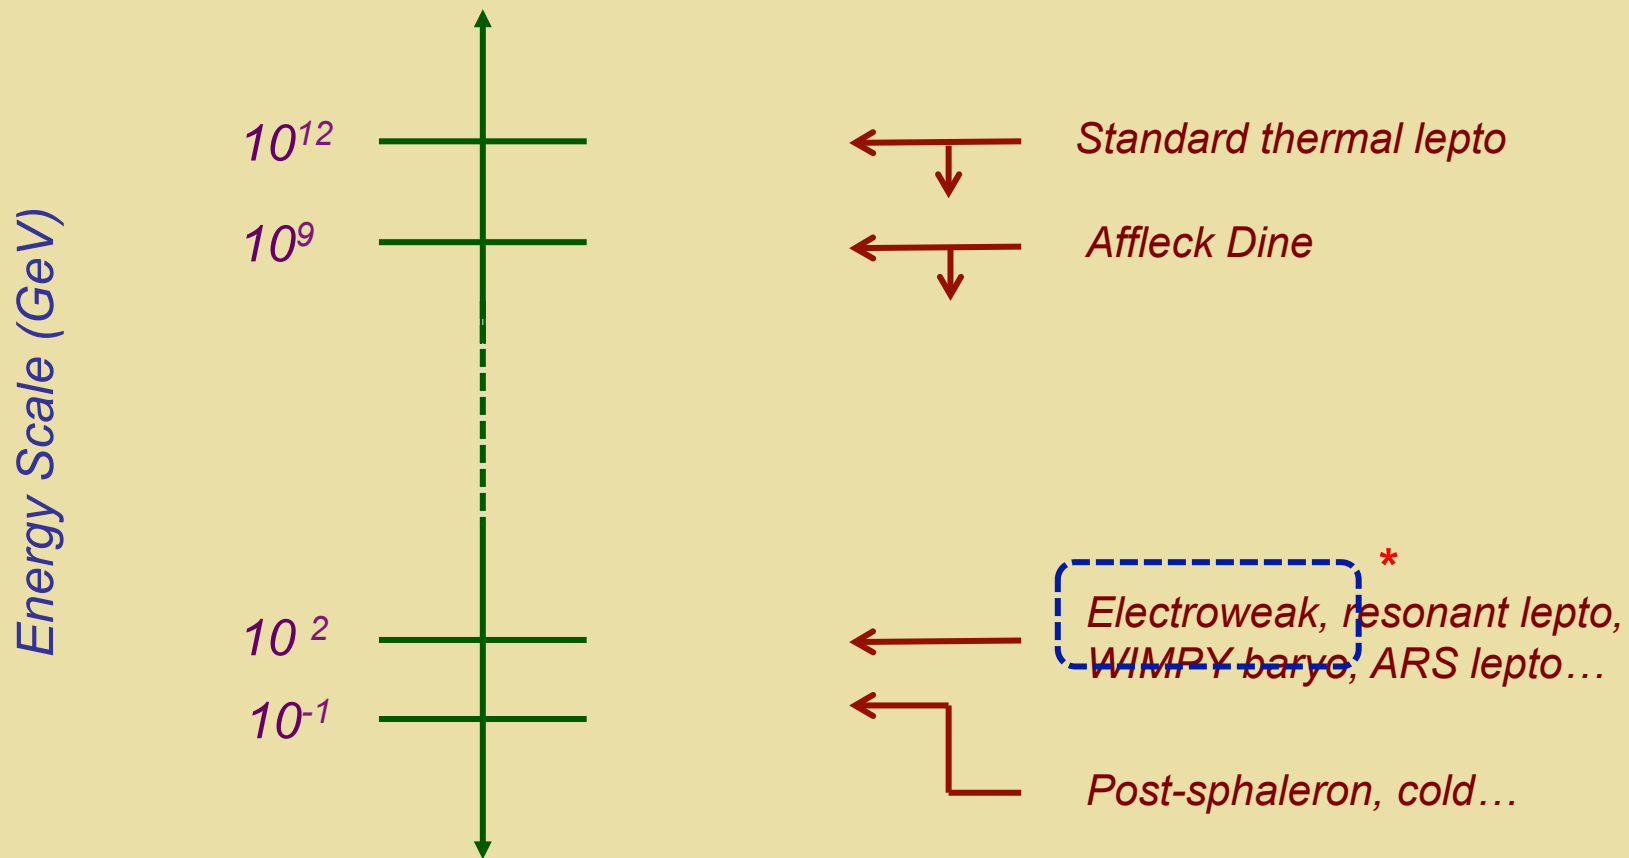 Energy Scale (GeV)
10¹² Standard thermal lepto
10⁹ Affleck Dine
*
10 ² Electroweak, resonant lepto,
WIMPY baryo, ARS lepto…
10⁻¹
Post-sphaleron, cold…